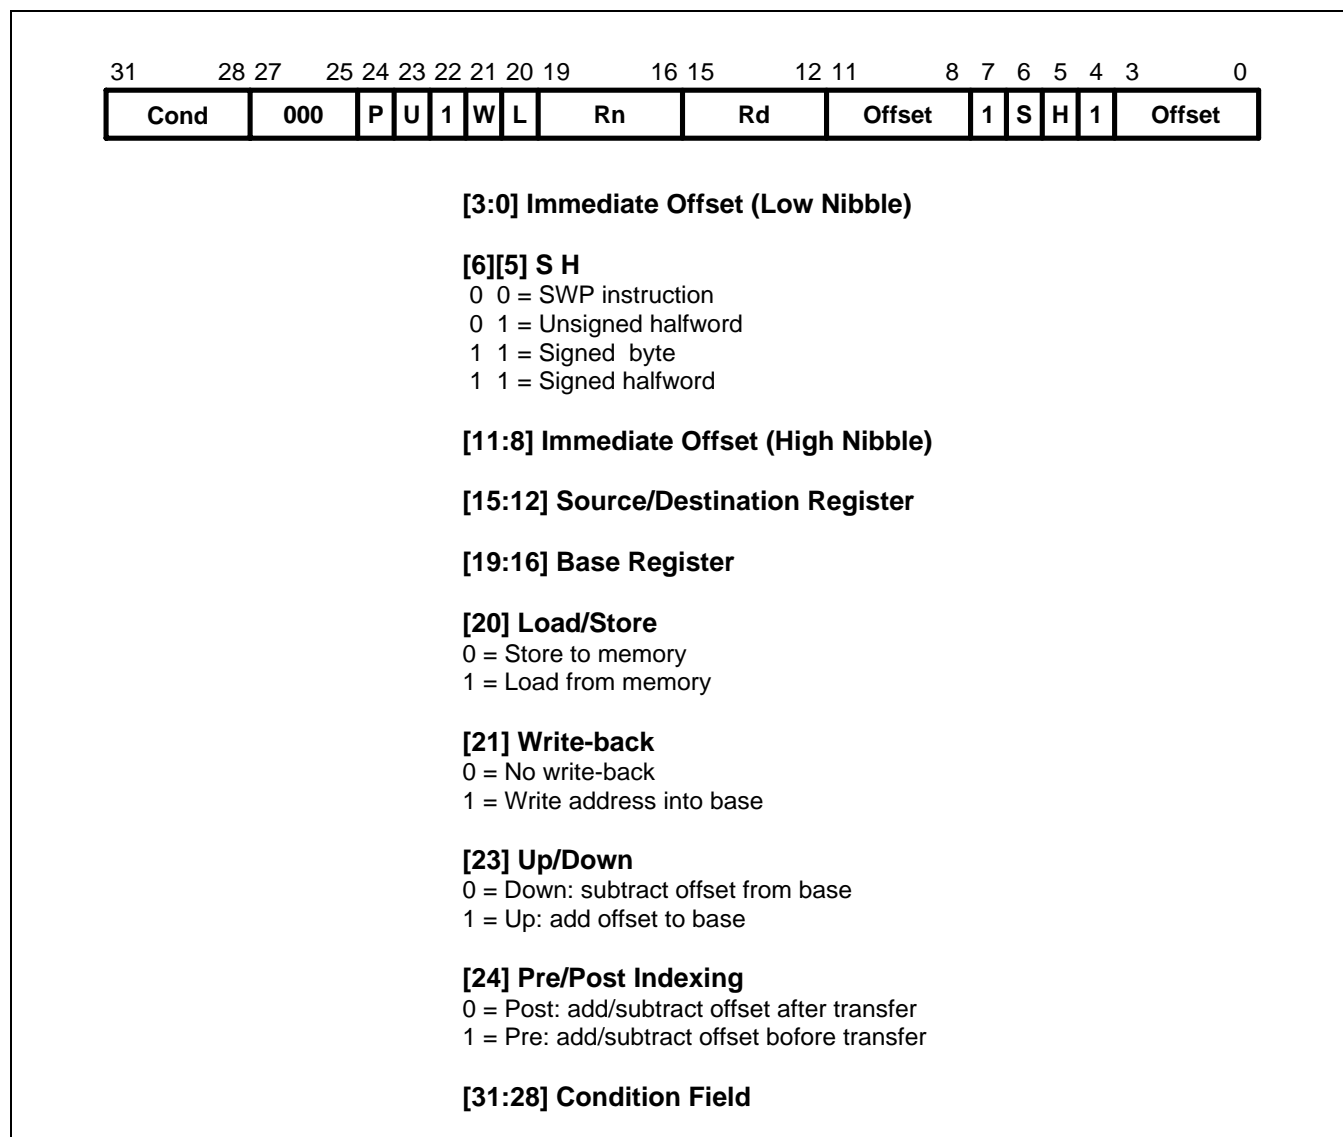 31 28 27 25 24 23 22 21 20 19 16 15 12 11 8 7 6 5 4 3 0
Cond 000 P U 1 W L Rn Rd Offset 1 S H 1 Offset
[3:0] Immediate Offset (Low Nibble)
[6][5] S H
0 0 = SWP instruction
0 1 = Unsigned halfword
1 1 = Signed byte
1 1 = Signed halfword
[11:8] Immediate Offset (High Nibble)
[15:12] Source/Destination Register
[19:16] Base Register
[20] Load/Store
0 = Store to memory
1 = Load from memory
[21] Write-back
0 = No write-back
1 = Write address into base
[23] Up/Down
0 = Down: subtract offset from base
1 = Up: add offset to base
[24] Pre/Post Indexing
0 = Post: add/subtract offset after transfer
1 = Pre: add/subtract offset bofore transfer
[31:28] Condition Field